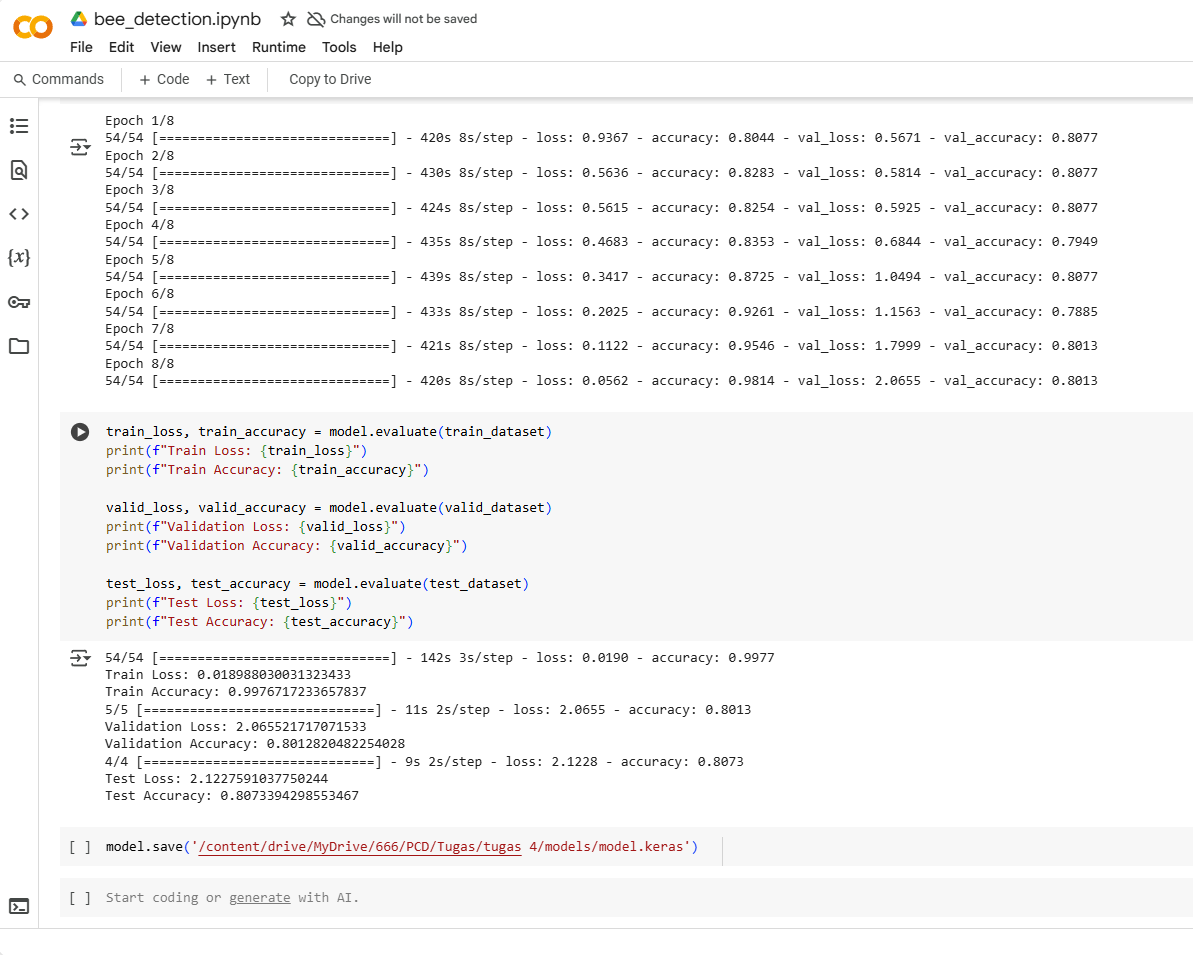 bee_detection.ipynb Changes will not be saved
File Edit View Insert Runtime Tools Help
Commands + Code + Text Copy to Drive
Epoch 1/8
54/54 [==============================] - 420s 8s/step - loss: 0.9367 - accuracy: 0.8044 - val_loss: 0.5671 - val_accuracy: 0.8077
Epoch 2/8
54/54 [==============================] - 430s 8s/step - loss: 0.5636 - accuracy: 0.8283 - val_loss: 0.5814 - val_accuracy: 0.8077
Epoch 3/8
54/54 [==============================] - 424s 8s/step - loss: 0.5615 - accuracy: 0.8254 - val_loss: 0.5925 - val_accuracy: 0.8077
Epoch 4/8
54/54 [==============================] - 435s 8s/step - loss: 0.4683 - accuracy: 0.8353 - val_loss: 0.6844 - val_accuracy: 0.7949
Epoch 5/8
54/54 [==============================] - 439s 8s/step - loss: 0.3417 - accuracy: 0.8725 - val_loss: 1.0494 - val_accuracy: 0.8077
Epoch 6/8
54/54 [==============================] - 433s 8s/step - loss: 0.2025 - accuracy: 0.9261 - val_loss: 1.1563 - val_accuracy: 0.7885
Epoch 7/8
54/54 [==============================] - 421s 8s/step - loss: 0.1122 - accuracy: 0.9546 - val_loss: 1.7999 - val_accuracy: 0.8013
Epoch 8/8
54/54 [==============================] - 420s 8s/step - loss: 0.0562 - accuracy: 0.9814 - val_loss: 2.0655 - val_accuracy: 0.8013
train_loss, train_accuracy = model.evaluate(train_dataset)
print(f"Train Loss: {train_loss}")
print(f"Train Accuracy: {train_accuracy}")
valid_loss, valid_accuracy = model.evaluate(valid_dataset)
print(f"Validation Loss: {valid_loss}")
print(f"Validation Accuracy: {valid_accuracy}")
test_loss, test_accuracy = model.evaluate(test_dataset)
print(f"Test Loss: {test_loss}")
print(f"Test Accuracy: {test_accuracy}")
54/54 [==============================] - 142s 3s/step - loss: 0.0190 - accuracy: 0.9977
Train Loss: 0.018988030031323433
Train Accuracy: 0.9976717233657837
5/5 [==============================] - 11s 2s/step - loss: 2.0655 - accuracy: 0.8013
Validation Loss: 2.065521717071533
Validation Accuracy: 0.8012820482254028
4/4 [==============================] - 9s 2s/step - loss: 2.1228 - accuracy: 0.8073
Test Loss: 2.1227591037750244
Test Accuracy: 0.8073394298553467
[ ] model.save('/content/drive/MyDrive/666/PCD/Tugas/tugas 4/models/model.keras')
[ ] Start coding or generate with AI.